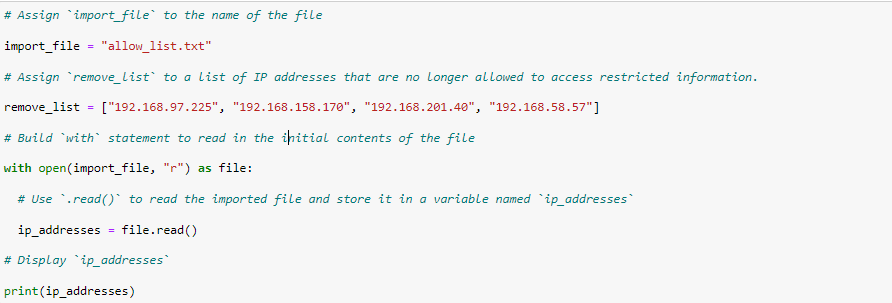 # Assign `import_file` to the name of the file
import_file = "allow_list.txt"
# Assign `remove_list` to a list of IP addresses that are no longer allowed to access restricted information.
remove_list = ["192.168.97.225", "192.168.158.170", "192.168.201.40", "192.168.58.57"]
# Build `with` statement to read in the initial contents of the file
with open(import_file, "r") as file:
  # Use `.read()` to read the imported file and store it in a variable named `ip_addresses`
  ip_addresses = file.read()
# Display `ip_addresses`
print(ip_addresses)